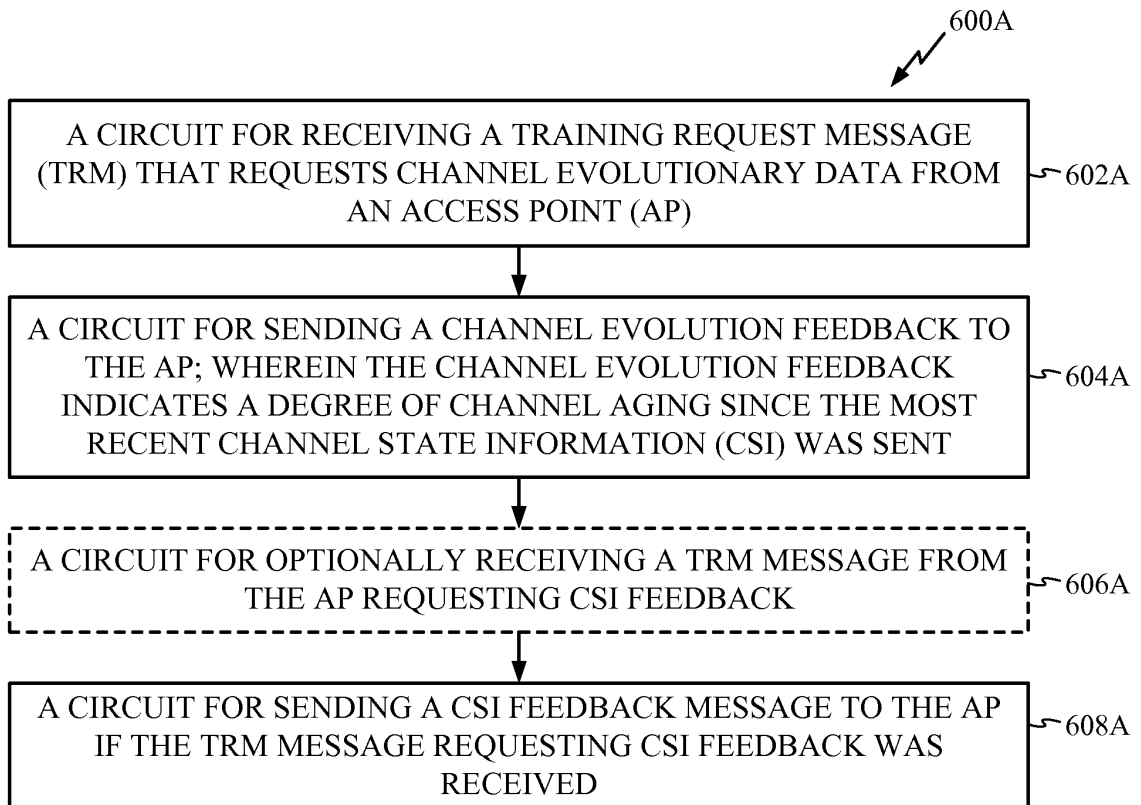 600A
A CIRCUIT FOR RECEIVING A TRAINING REQUEST MESSAGE
(TRM) THAT REQUESTS CHANNEL EVOLUTIONARY DATA FROM
AN ACCESS POINT (AP)
602A
A CIRCUIT FOR SENDING A CHANNEL EVOLUTION FEEDBACK TO
THE AP; WHEREIN THE CHANNEL EVOLUTION FEEDBACK
INDICATES A DEGREE OF CHANNEL AGING SINCE THE MOST
RECENT CHANNEL STATE INFORMATION (CSI) WAS SENT
604A
A CIRCUIT FOR OPTIONALLY RECEIVING A TRM MESSAGE FROM
THE AP REQUESTING CSI FEEDBACK
606A
A CIRCUIT FOR SENDING A CSI FEEDBACK MESSAGE TO THE AP
IF THE TRM MESSAGE REQUESTING CSI FEEDBACK WAS
RECEIVED
608A